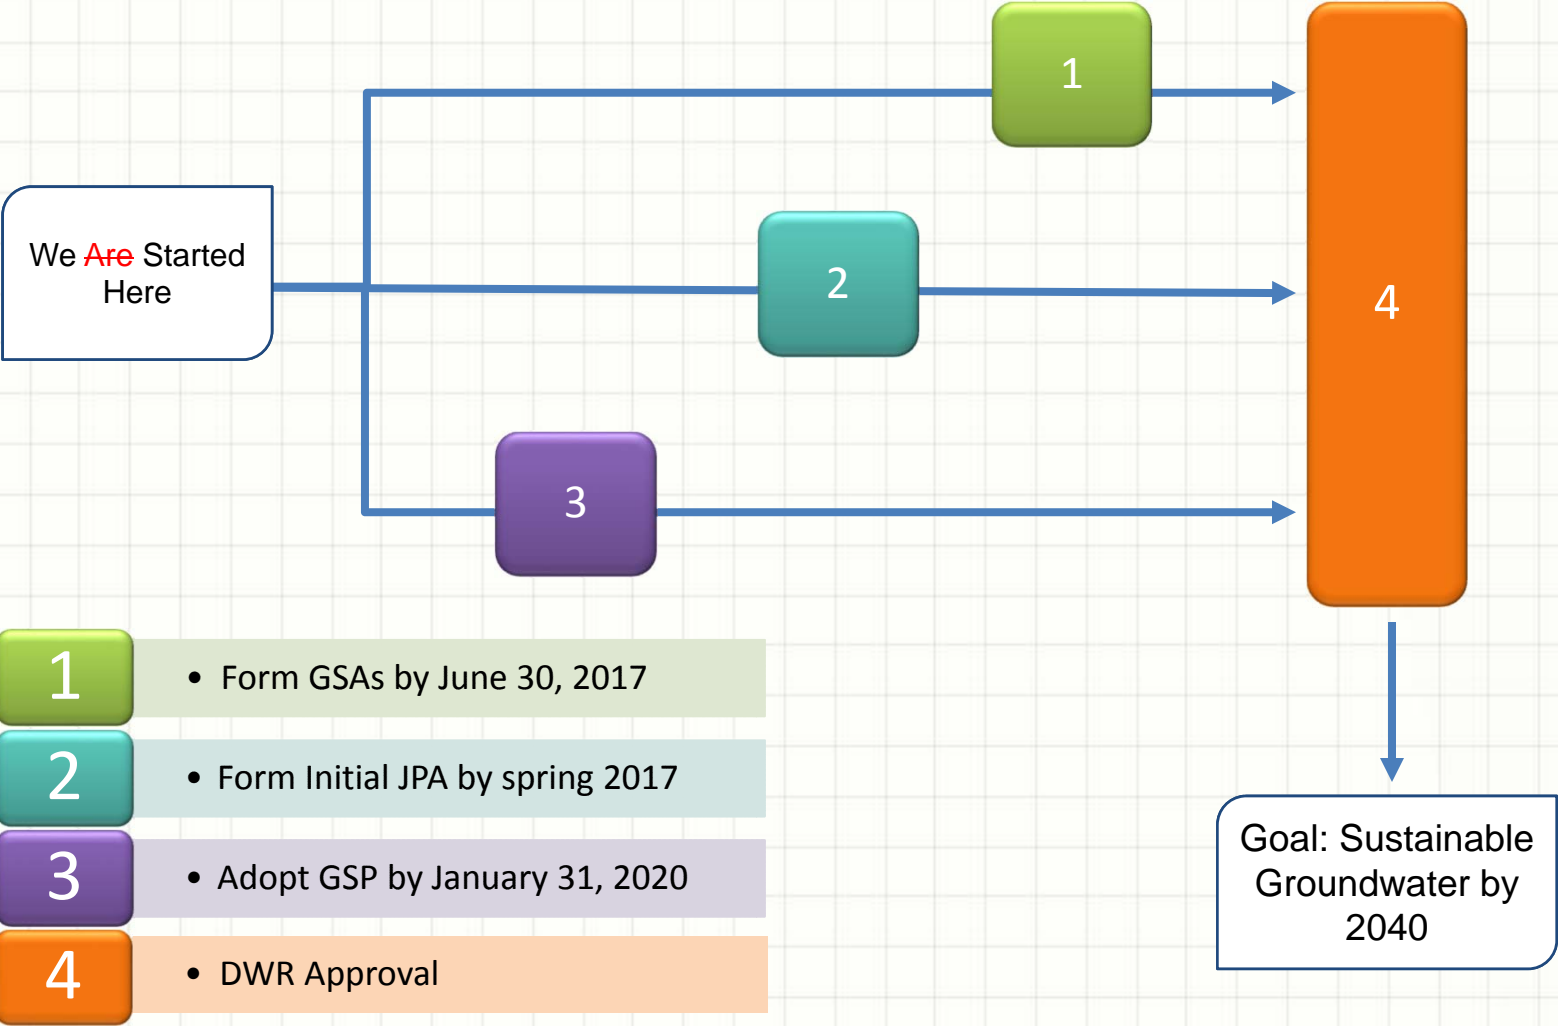 1
We Are Started
Here
2
4
3
1
• Form GSAs by June 30, 2017
2
• Form Initial JPA by spring 2017
3
• Adopt GSP by January 31, 2020
4
• DWR Approval
Goal: Sustainable
Groundwater by
2040